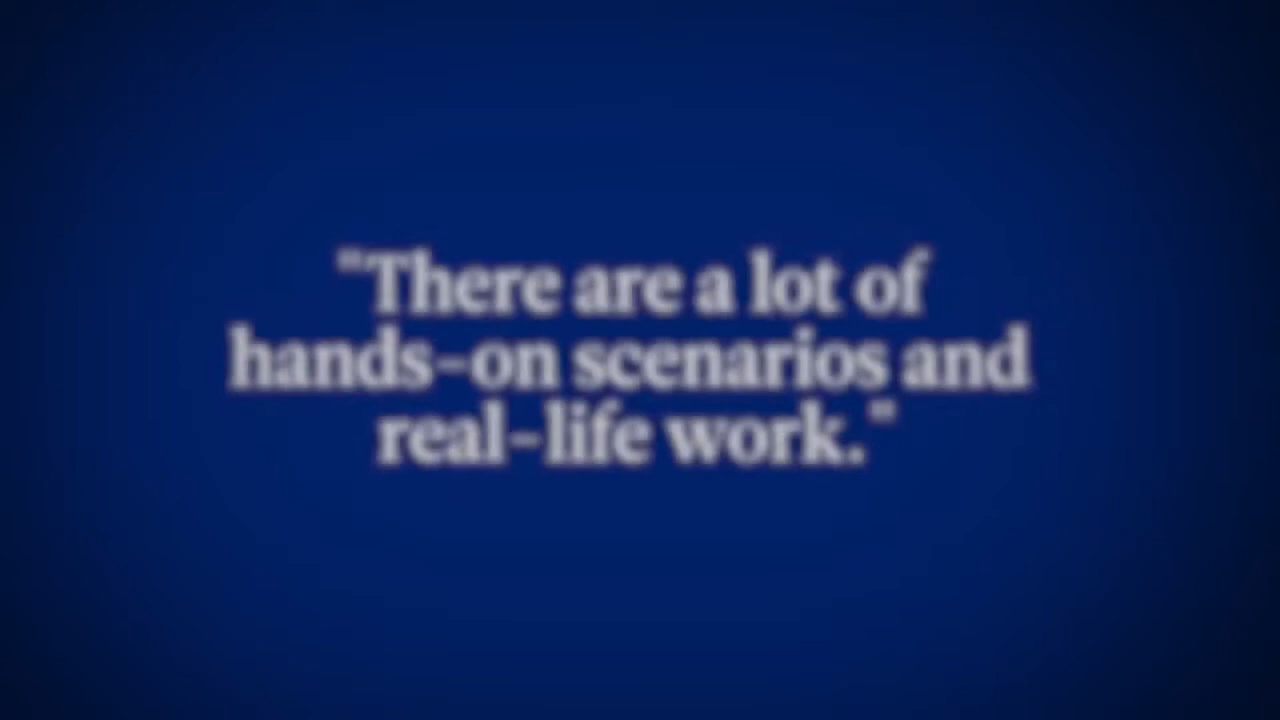 "There are a lot of
hands-on scenarios and
real-life work."